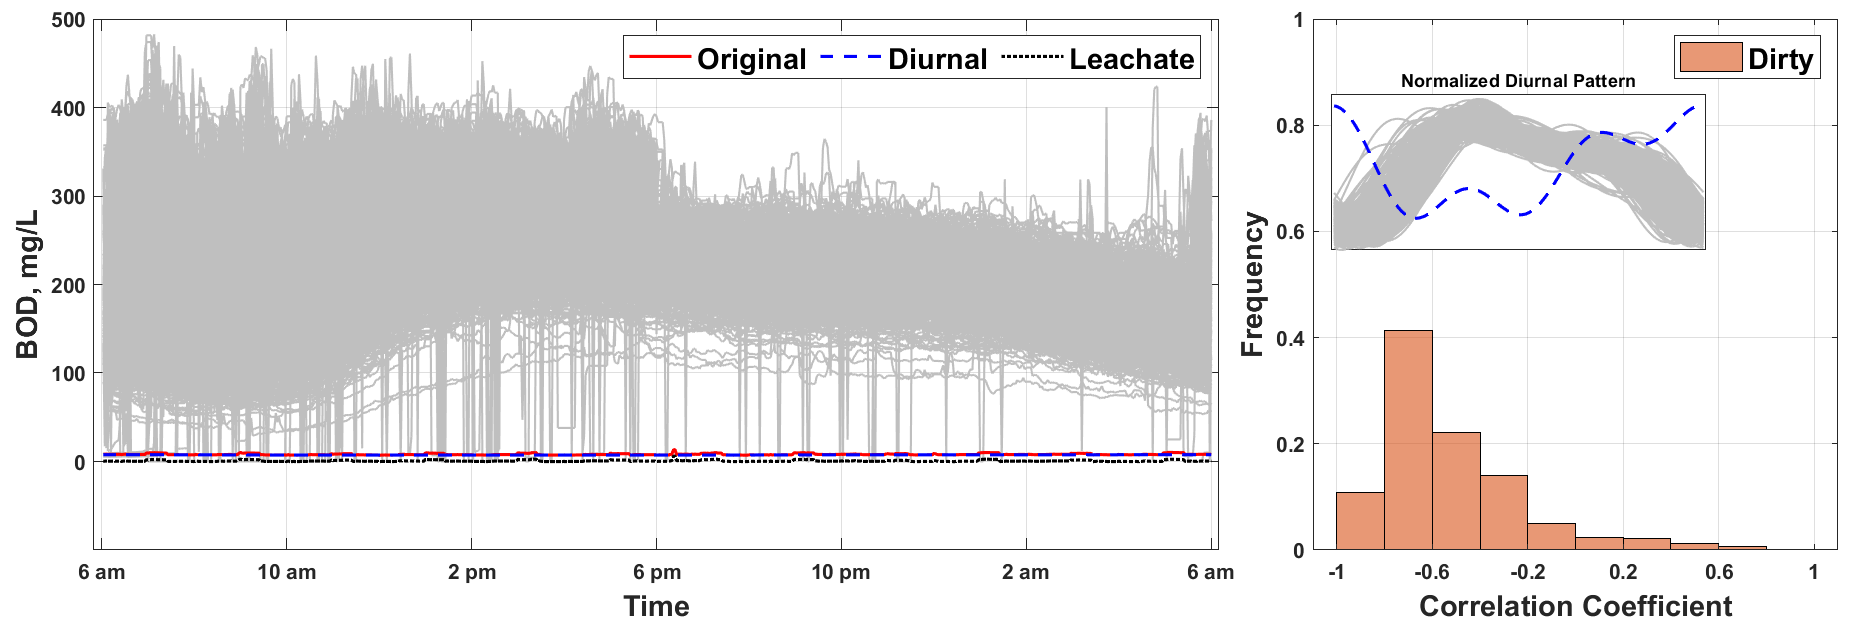 BOD, mg/L
500
400
300
200
100
0
Original Diurnal Leachate
6 am 10 am 2 pm 6 pm 10 pm 2 am 6 am
Time
Frequency
1
0.8
0.6
0.4
0.2
0
Dirty
Normalized Diurnal Pattern
-1 -0.6 -0.2 0.2 0.6 1
Correlation Coefficient